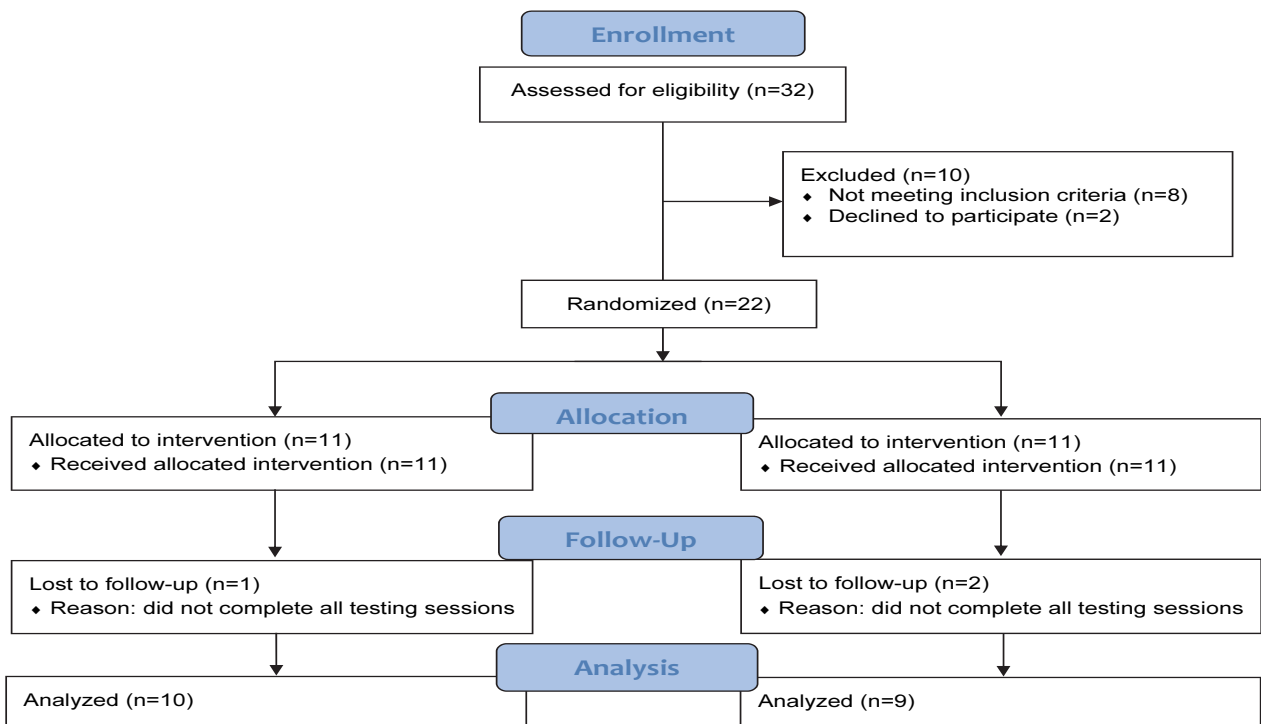 Enrollment
Assessed for eligibility (n=32)
Excluded (n=10)
⬥ Not meeting inclusion criteria (n=8)
⬥ Declined to participate (n=2)
Randomized (n=22)
Allocation
Allocated to intervention (n=11)
⬥ Received allocated intervention (n=11)
Allocated to intervention (n=11)
⬥ Received allocated intervention (n=11)
Follow-Up
Lost to follow-up (n=1)
⬥ Reason: did not complete all testing sessions
Lost to follow-up (n=2)
⬥ Reason: did not complete all testing sessions
Analysis
Analyzed (n=10)
Analyzed (n=9)